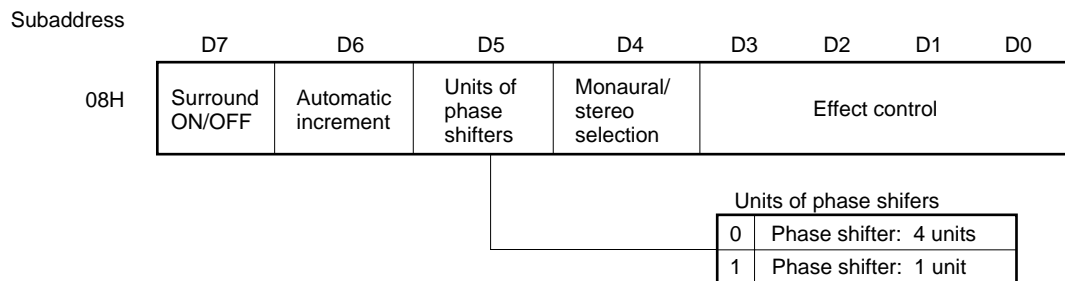 Subaddress
D7 D6 D5 D4 D3 D2 D1 D0
08H
Surround
ON/OFF
Automatic
increment
Units of
phase
shifters
Monaural/
stereo
selection
Effect control
Units of phase shifers
0 Phase shifter: 4 units
1 Phase shifter: 1 unit